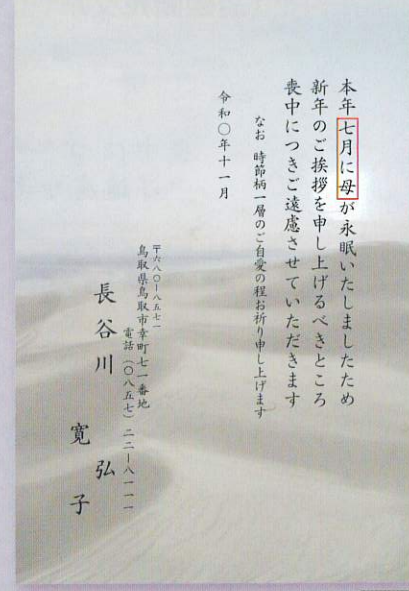 本年七月に母が永眠いたしましたため
新年のご挨拶を申し上げるべきところ
喪中につきご遠慮させていただきます
なお 時節柄一層のご自愛の程お祈り申し上げます
令和〇年十一月
〒六八〇ー八五七一
鳥取県鳥取市幸町七一番地
電話(〇八五七)二二ー八一一一
長谷川 寛
弘子